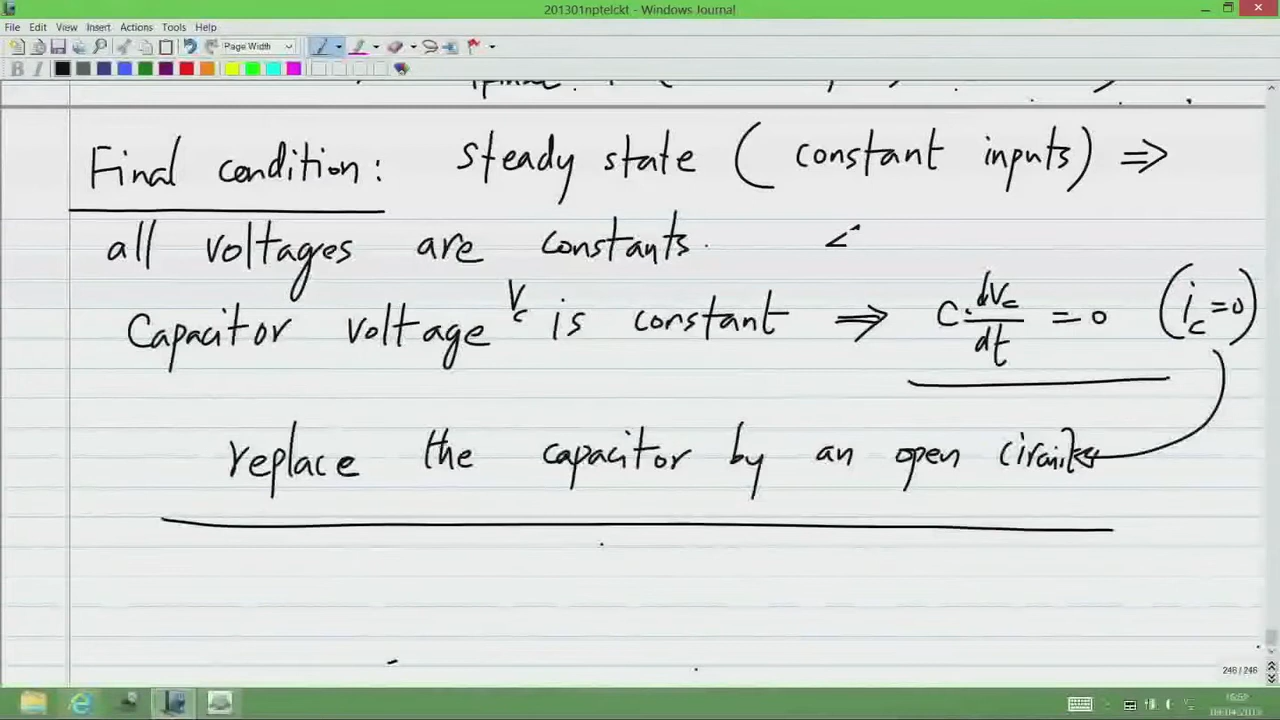 201301nptelckt - Windows Journal
File Edit View Insert Actions Tools Help
Page Width
Final condition: steady state ( constant inputs) ⇒
all voltages are constants.
Capacitor voltage Vc is constant ⇒ C.dVc/dt = 0 (ic=0)
replace the capacitor by an open circuit
246 / 246